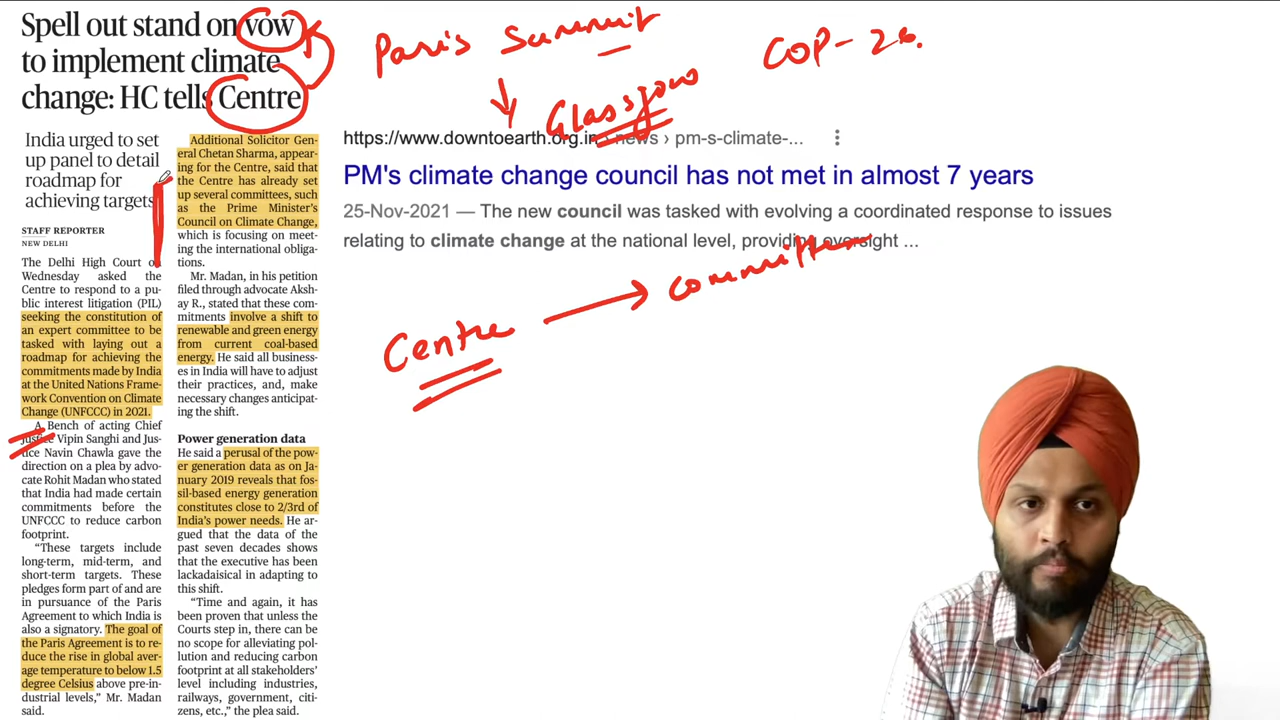 Spell out stand on vow
to implement climate
change: HC tells Centre
India urged to set
up panel to detail
roadmap for
achieving targets
STAFF REPORTER
NEW DELHI
The Delhi High Court on
Wednesday asked the
Centre to respond to a pu-
blic interest litigation (PIL)
seeking the constitution of
an expert committee to be
tasked with laying out a
roadmap for achieving the
commitments made by India
at the United Nations Frame-
work Convention on Climate
Change (UNFCCC) in 2021.
A Bench of acting Chief
Justice Vipin Sanghi and Jus-
tice Navin Chawla gave the
direction on a plea by advo-
cate Rohit Madan who stated
that India had made certain
commitments before the
UNFCCC to reduce carbon
footprint.
“These targets include
long-term, mid-term, and
short-term targets. These
pledges form part of and are
in pursuance of the Paris
Agreement to which India is
also a signatory. The goal of
the Paris Agreement is to re-
duce the rise in global aver-
age temperature to below 1.5
degree Celsius above pre-in-
dustrial levels,” Mr. Madan
said.
Additional Solicitor Gen-
eral Chetan Sharma, appear-
ing for the Centre, said that
the Centre has already set
up several committees, such
as the Prime Minister’s
Council on Climate Change,
which is focusing on meet-
ing the international obliga-
tions.
Mr. Madan, in his petition
filed through advocate Aksh-
ay R., stated that these com-
mitments involve a shift to
renewable and green energy
from current coal-based
energy. He said all business-
es in India will have to adjust
their practices, and, make
necessary changes anticipat-
ing the shift.
Power generation data
He said a perusal of the pow-
er generation data as on Ja-
nuary 2019 reveals that fos-
sil-based energy generation
constitutes close to 2/3rd of
India’s power needs. He ar-
gued that the data of the
past seven decades shows
that the executive has been
lackadaisical in adapting to
this shift.
“Time and again, it has
been proven that unless the
Courts step in, there can be
no scope for alleviating pol-
lution and reducing carbon
footprint at all stakeholders’
level including industries,
railways, government, citi-
zens, etc.,” the plea said.
Paris Summit
COP-26.
Glasgow
https://www.downtoearth.org.in › news › pm-s-climate-...
PM's climate change council has not met in almost 7 years
25-Nov-2021 — The new council was tasked with evolving a coordinated response to issues
relating to climate change at the national level, providing oversight ...
Centre → committees